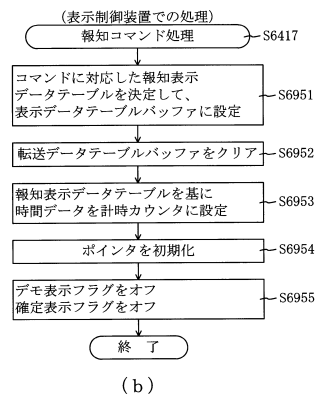 (表示制御装置での処理)
報知コマンド処理
S6417
コマンドに対応した報知表示
データテーブルを決定して、
表示データテーブルバッファに設定
S6951
転送データテーブルバッファをクリア
S6952
報知表示データテーブルを基に
時間データを計時カウンタに設定
S6953
ポインタを初期化
S6954
デモ表示フラグをオフ
確定表示フラグをオフ
S6955
終 了
(b)